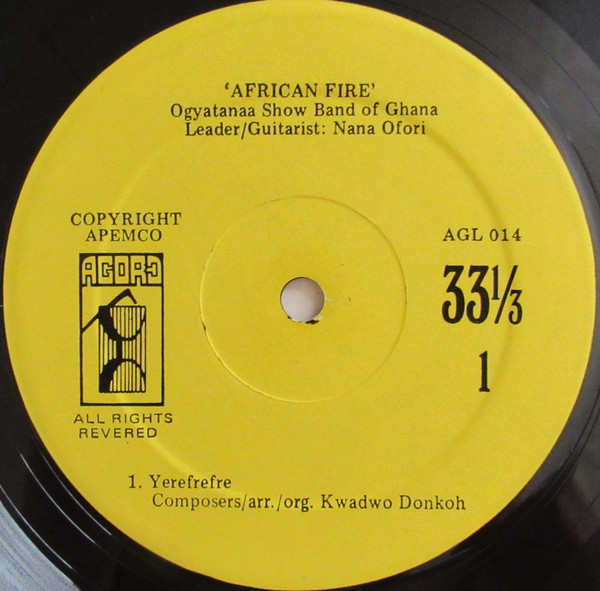 'AFRICAN FIRE'
Ogyatanaa Show Band of Ghana
Leader/Guitarist: Nana Ofori
COPYRIGHT
APEMCO
AGORO
ALL RIGHTS
REVERED
AGL 014
33⅓
1
1. Yerefrefre
Composers/arr./org. Kwadwo Donkoh